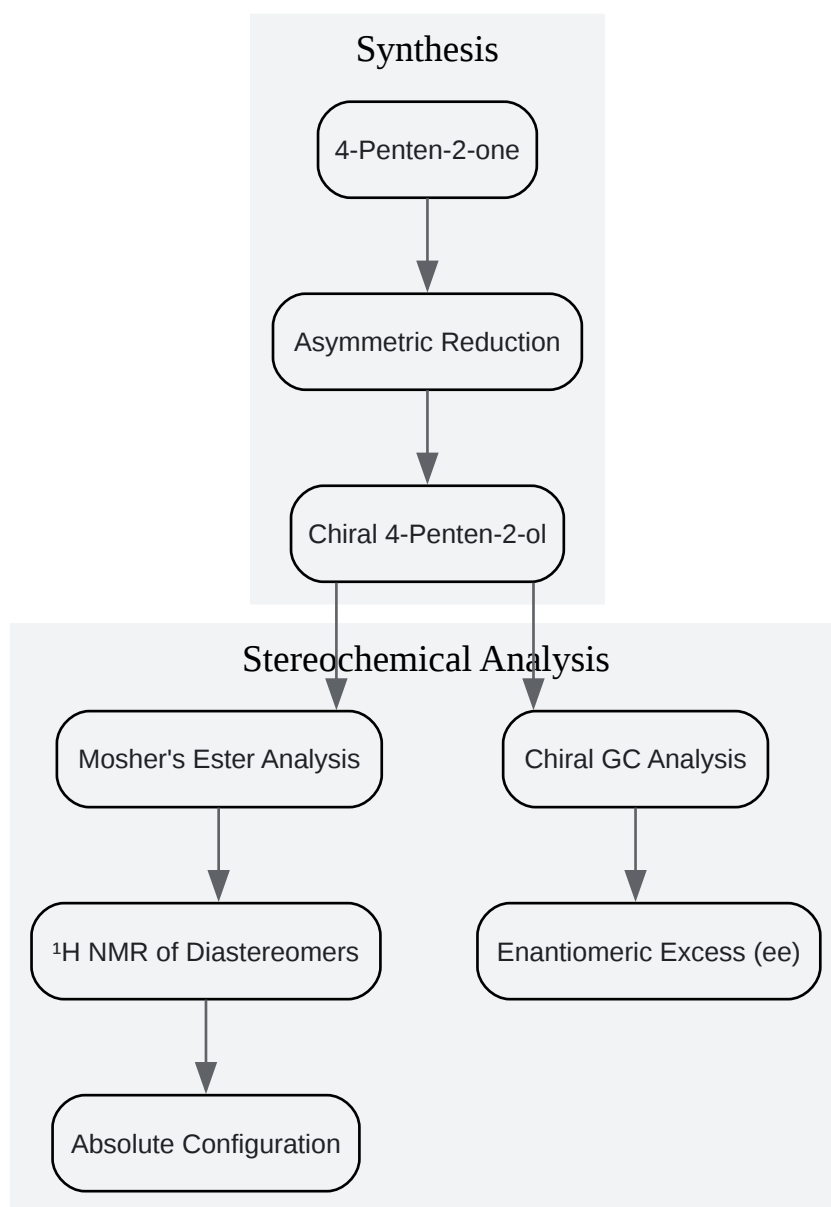 Synthesis
4-Penten-2-one
Asymmetric Reduction
Chiral 4-Penten-2-ol
Stereochemical Analysis
Mosher's Ester Analysis
Chiral GC Analysis
¹H NMR of Diastereomers
Enantiomeric Excess (ee)
Absolute Configuration